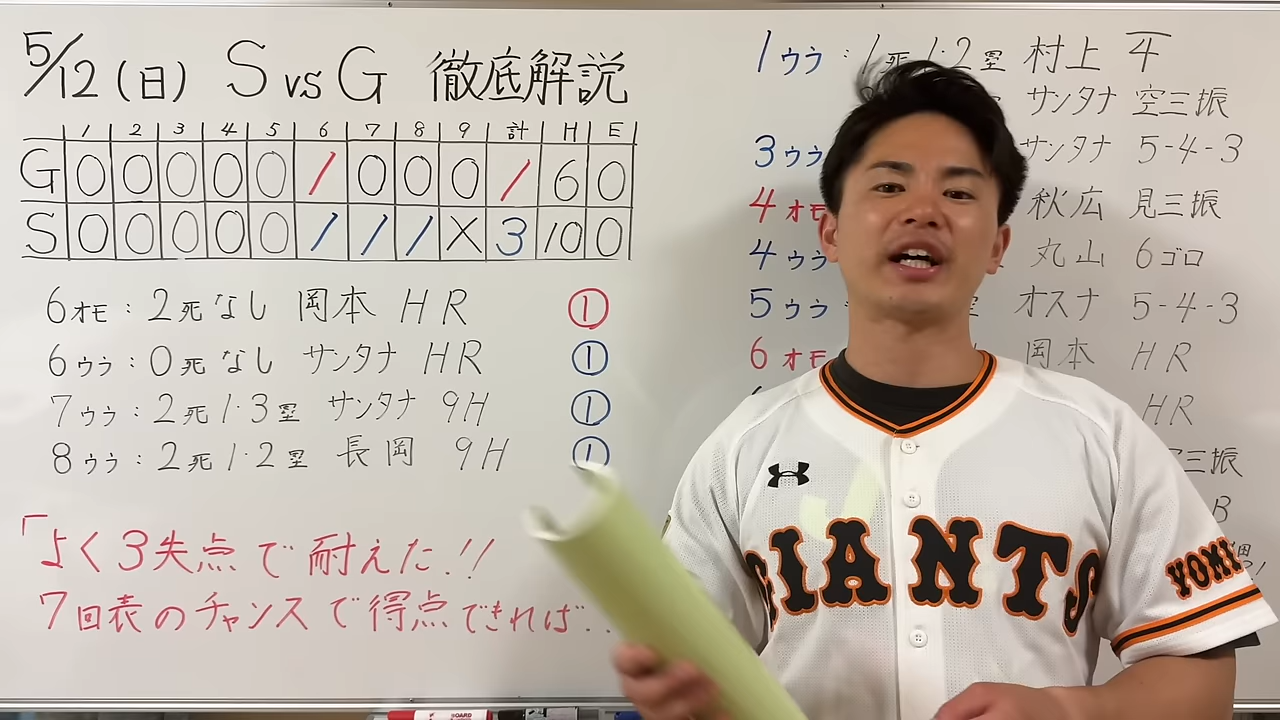 5/12(日) S vs G 徹底解説
1 2 3 4 5 6 7 8 9 計 H E
G 0 0 0 0 0 1 0 0 0 1 6 0
S 0 0 0 0 0 1 1 1 X 3 10 0
6オモ:2死なし 岡本 HR ①
6ウラ:0死なし サンタナ HR ①
7ウラ:2死1・3塁 サンタナ 9H ①
8ウラ:2死1・2塁 長岡 9H ①
「よく3失点で耐えた!!
7回表のチャンスで得点できれば・・
1ウラ:1死1・2塁 村上 4
サンタナ 空三振
3ウラ サンタナ 5-4-3
4オモ 秋広 見三振
4ウラ 丸山 6ゴロ
5ウラ: 塁 オスナ 5-4-3
6オモ 岡本 HR
HR
三振
B
GIANTS
YOMI
BOARD